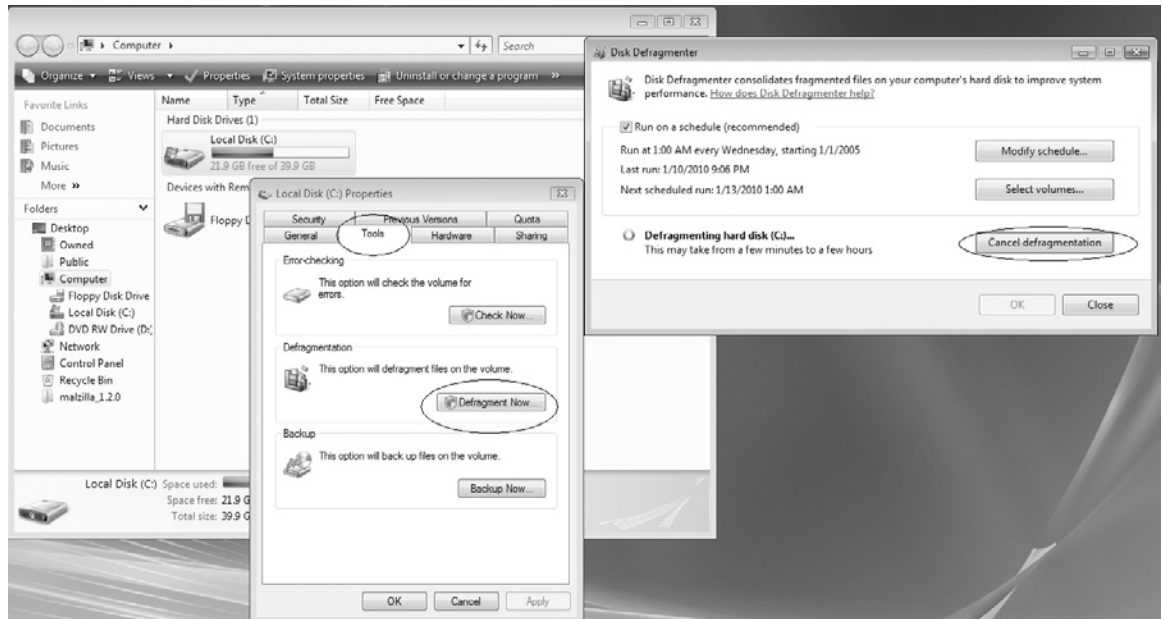 Computer
Search
Organize
Views
Properties
System properties
Uninstall or change a program
»
Favorite Links
Documents
Pictures
Music
More »
Folders
Desktop
Owned
Public
Computer
Floppy Disk Drive
Local Disk (C:)
DVD RW Drive (D:
Network
Control Panel
Recycle Bin
malzilla_1.2.0
Name
Type
Total Size
Free Space
Hard Disk Drives (1)
Local Disk (C:)
21.9 GB free of 39.9 GB
Devices with Rem
Floppy D
Local Disk (C:)
Space used:
Space free: 21.9 G
Total size: 39.9 G
Local Disk (C:) Properties
Security
Previous Versions
Quota
General
Tools
Hardware
Sharing
Error-checking
This option will check the volume for
errors.
Check Now...
Defragmentation
This option will defragment files on the volume.
Defragment Now...
Backup
This option will back up files on the volume.
Backup Now...
OK
Cancel
Apply
Disk Defragmenter
Disk Defragmenter consolidates fragmented files on your computer's hard disk to improve system
performance. How does Disk Defragmenter help?
Run on a schedule (recommended)
Run at 1:00 AM every Wednesday, starting 1/1/2005
Modify schedule...
Last run: 1/10/2010 9:06 PM
Next scheduled run: 1/13/2010 1:00 AM
Select volumes...
Defragmenting hard disk (C:)...
This may take from a few minutes to a few hours
Cancel defragmentation
OK
Close